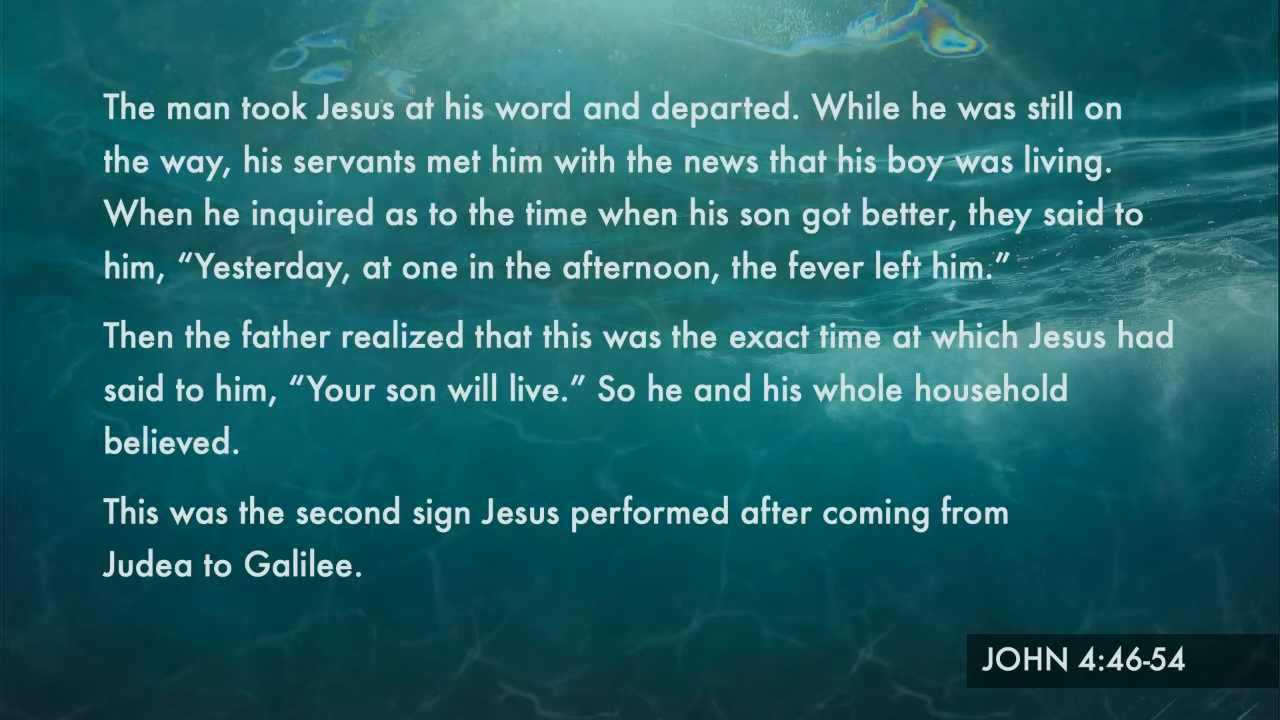 The man took Jesus at his word and departed. While he was still on
the way, his servants met him with the news that his boy was living.
When he inquired as to the time when his son got better, they said to
him, “Yesterday, at one in the afternoon, the fever left him.”
Then the father realized that this was the exact time at which Jesus had
said to him, “Your son will live.” So he and his whole household
believed.
This was the second sign Jesus performed after coming from
Judea to Galilee.
JOHN 4:46-54